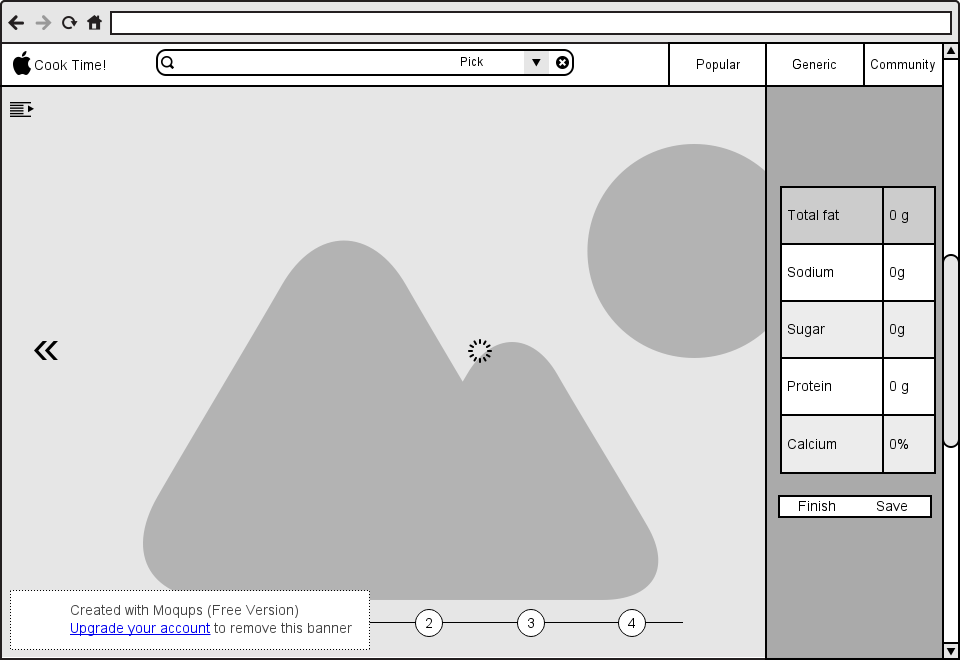 Cook Time!
Pick
Popular
Generic
Community
Total fat 0 g
Sodium 0g
Sugar 0g
Protein 0 g
Calcium 0%
Finish Save
Created with Moqups (Free Version)
Upgrade your account to remove this banner
2 3 4